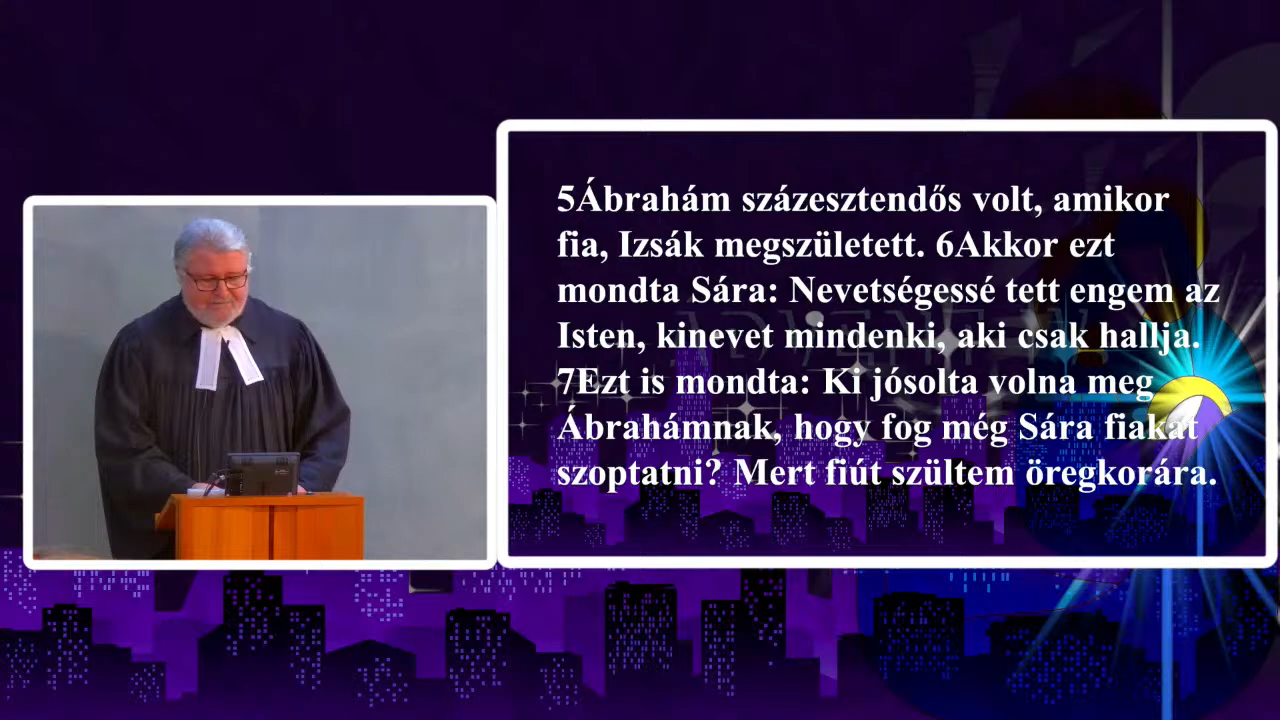 5Ábrahám százesztendős volt, amikor
fia, Izsák megszületett. 6Akkor ezt
mondta Sára: Nevetségessé tett engem az
Isten, kinevet mindenki, aki csak hallja.
7Ezt is mondta: Ki jósolta volna meg
Ábrahámnak, hogy fog még Sára fiakat
szoptatni? Mert fiút szültem öregkorára.